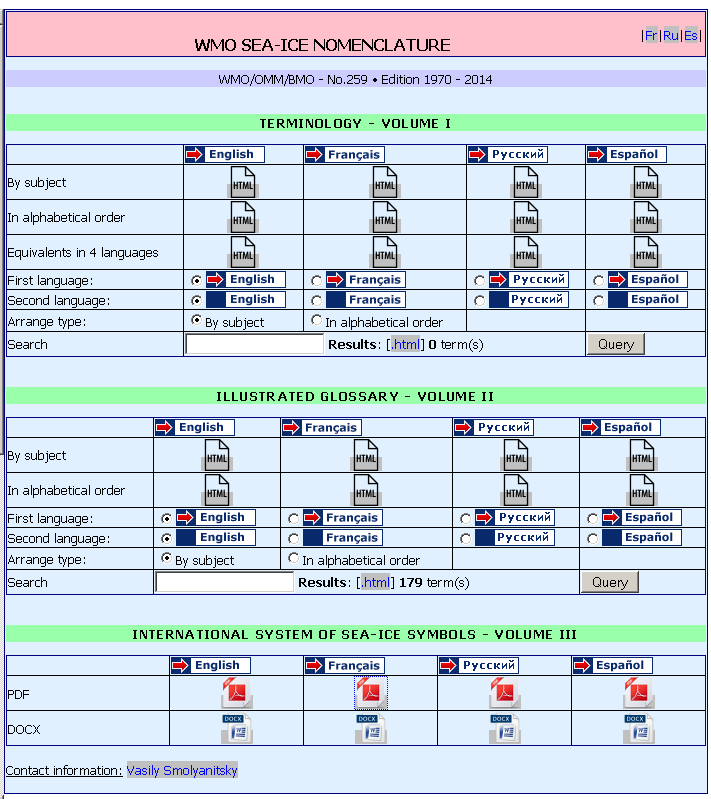 WMO SEA-ICE NOMENCLATURE |Fr|Ru|Es|
WMO/OMM/BMO - No.259 • Edition 1970 - 2014
TERMINOLOGY - VOLUME I
English Français Русский Español
By subject HTML HTML HTML HTML
In alphabetical order HTML HTML HTML HTML
Equivalents in 4 languages HTML HTML HTML HTML
First language: English Français Русский Español
Second language: English Français Русский Español
Arrange type: By subject In alphabetical order
Search Results: [.html] 0 term(s) Query
ILLUSTRATED GLOSSARY - VOLUME II
English Français Русский Español
By subject HTML HTML HTML HTML
In alphabetical order HTML HTML HTML HTML
First language: English Français Русский Español
Second language: English Français Русский Español
Arrange type: By subject In alphabetical order
Search Results: [.html] 179 term(s) Query
INTERNATIONAL SYSTEM OF SEA-ICE SYMBOLS - VOLUME III
English Français Русский Español
PDF
DOCX DOCX DOCX DOCX DOCX
Contact information: Vasily Smolyanitsky